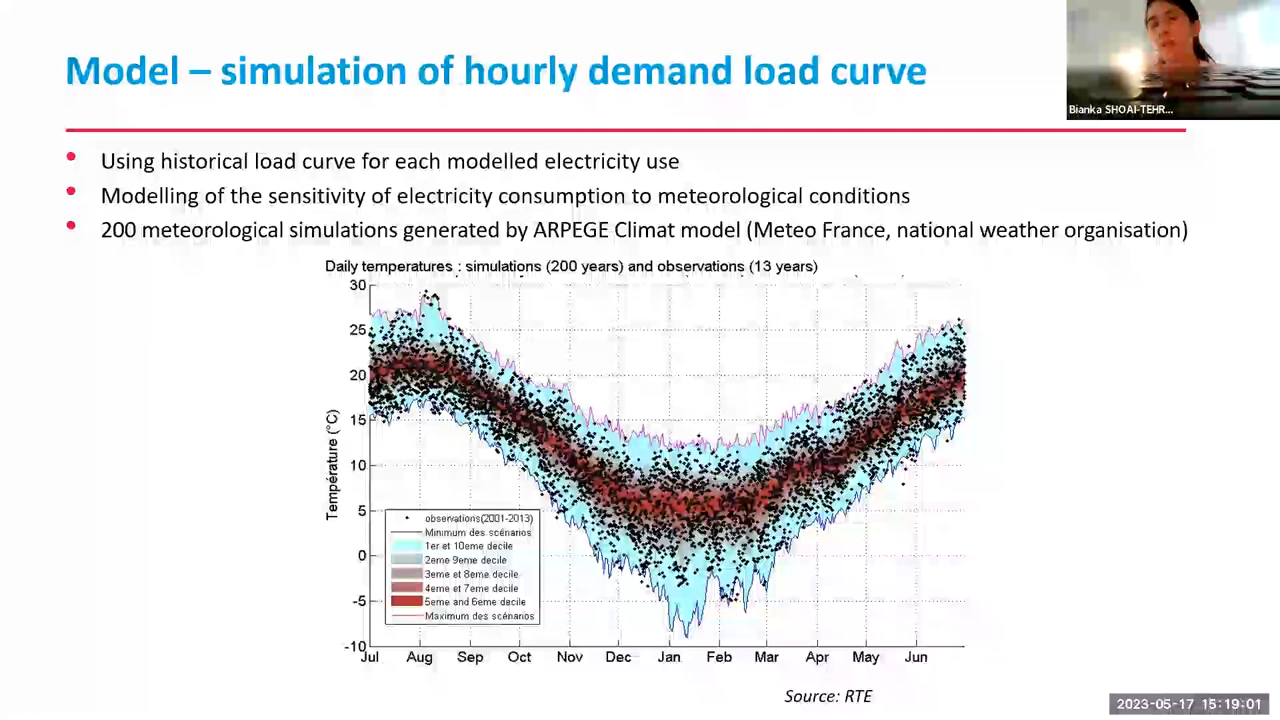 Model – simulation of hourly demand load curve
Bianka SHOAI-TEHR...
• Using historical load curve for each modelled electricity use
• Modelling of the sensitivity of electricity consumption to meteorological conditions
• 200 meteorological simulations generated by ARPEGE Climat model (Meteo France, national weather organisation)
Daily temperatures : simulations (200 years) and observations (13 years)
30
25
20
15
10
5
0
-5
-10
Température (°C)
observations(2001-2013)
Minimum des scénarios
1er et 10eme decile
2eme 9eme decile
3eme et 8eme decile
4eme et 7eme decile
5eme and 6eme decile
Maximum des scénarios
Jul Aug Sep Oct Nov Dec Jan Feb Mar Apr May Jun
Source: RTE
2023-05-17 15:19:01